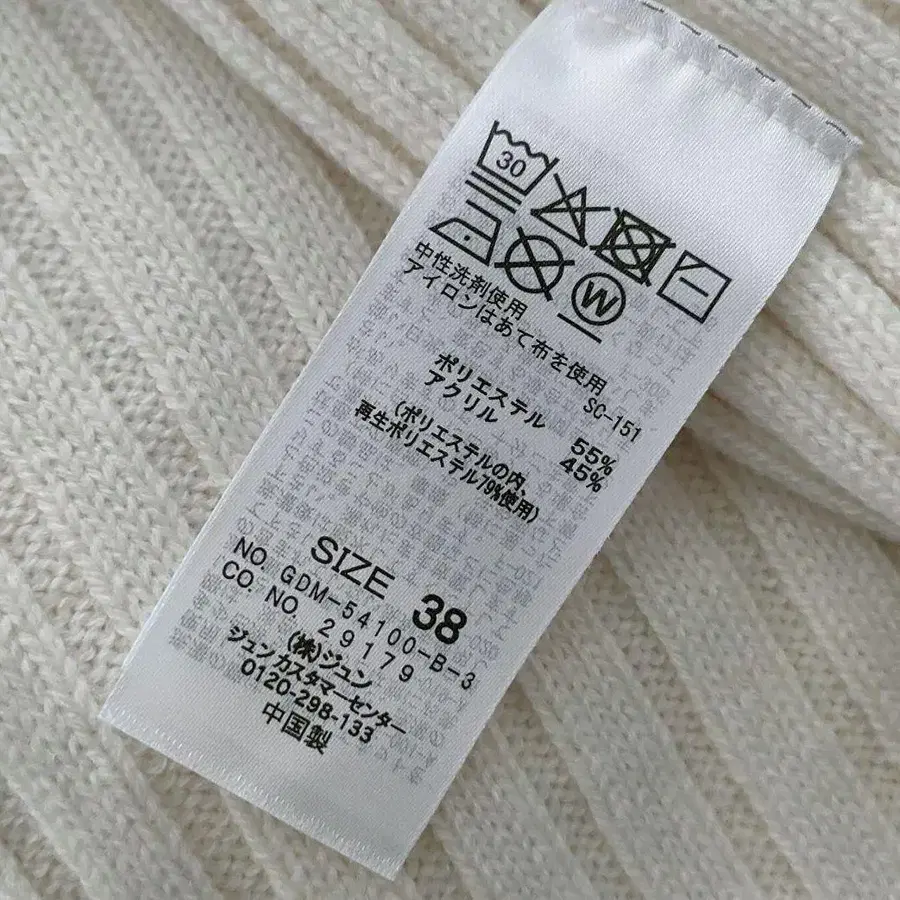 30
W
中性洗剤使用
アイロンはあて布を使用
SC-151
ポリエステル 55%
アクリル 45%
(ポリエステルの内、
再生ポリエステル79%使用)
SIZE 38
NO. GDM-54100-B-3
CO. NO. 29179
(株)ジュン
ジュンカスタマーセンター
0120-298-133
中国製